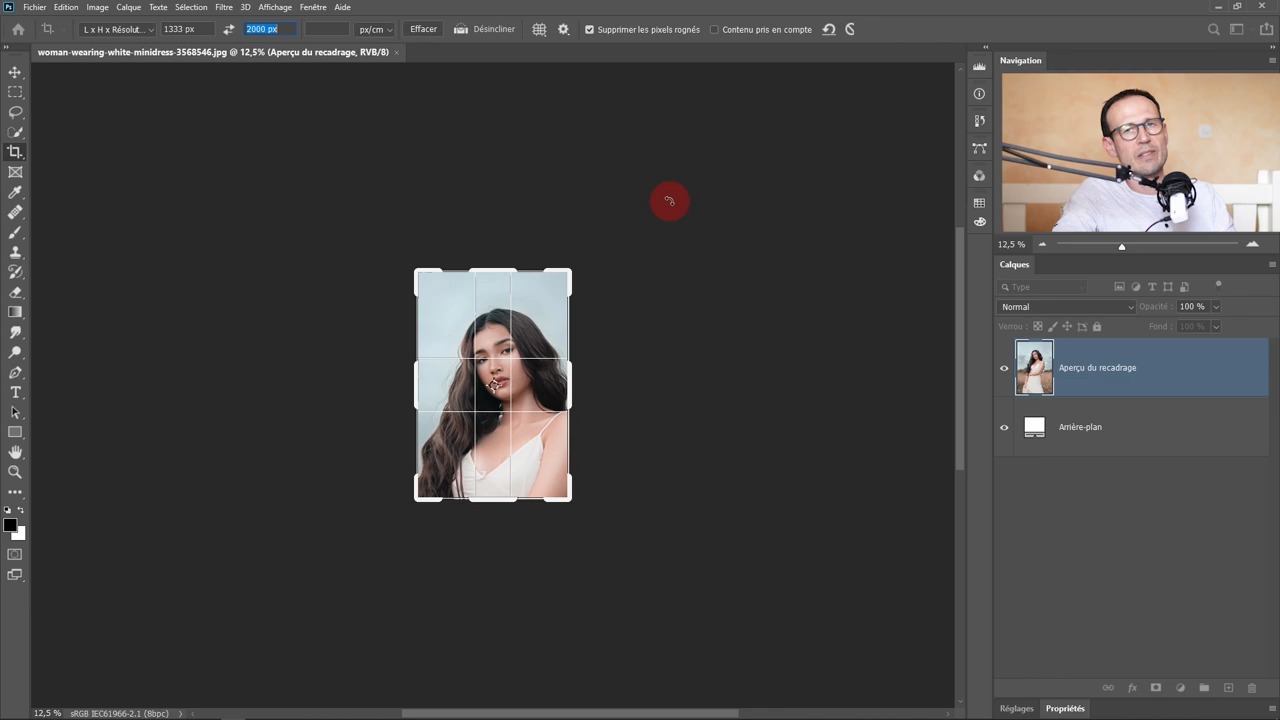 Ps Fichier Edition Image Calque Texte Sélection Filtre 3D Affichage Fenêtre Aide
L x H x Résolut... 1333 px 2000 px px/cm Effacer Désincliner Supprimer les pixels rognés Contenu pris en compte
woman-wearing-white-minidress-3568546.jpg @ 12,5% (Aperçu du recadrage, RVB/8) ×
Navigation
12,5 %
Calques
Type
Normal Opacité : 100 %
Verrou : Fond : 100 %
Aperçu du recadrage
Arrière-plan
fx
Réglages Propriétés
12,5 % sRGB IEC61966-2.1 (8bpc)